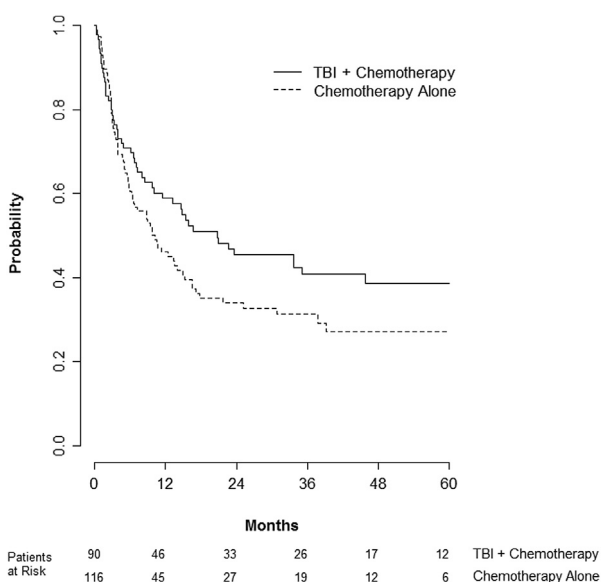 1.0
0.8
0.6
0.4
0.2
0.0
Probability
TBI + Chemotherapy
Chemotherapy Alone
0 12 24 36 48 60
Months
Patients at Risk
90 46 33 26 17 12 TBI + Chemotherapy
116 45 27 19 12 6 Chemotherapy Alone